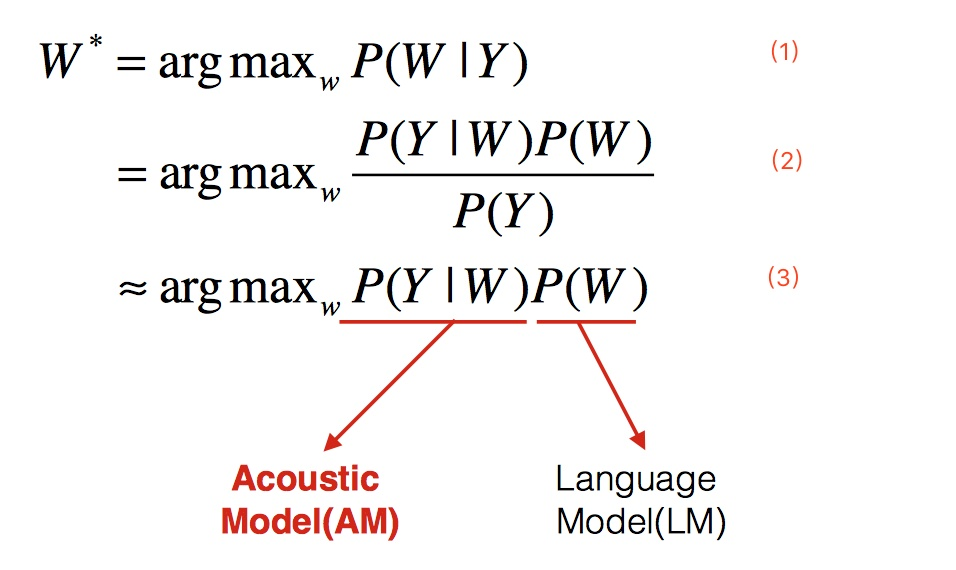 W* = arg max_w P(W | Y) (1)
= arg max_w P(Y | W)P(W) / P(Y) (2)
≈ arg max_w P(Y | W)P(W) (3)
Acoustic Language
Model(AM) Model(LM)